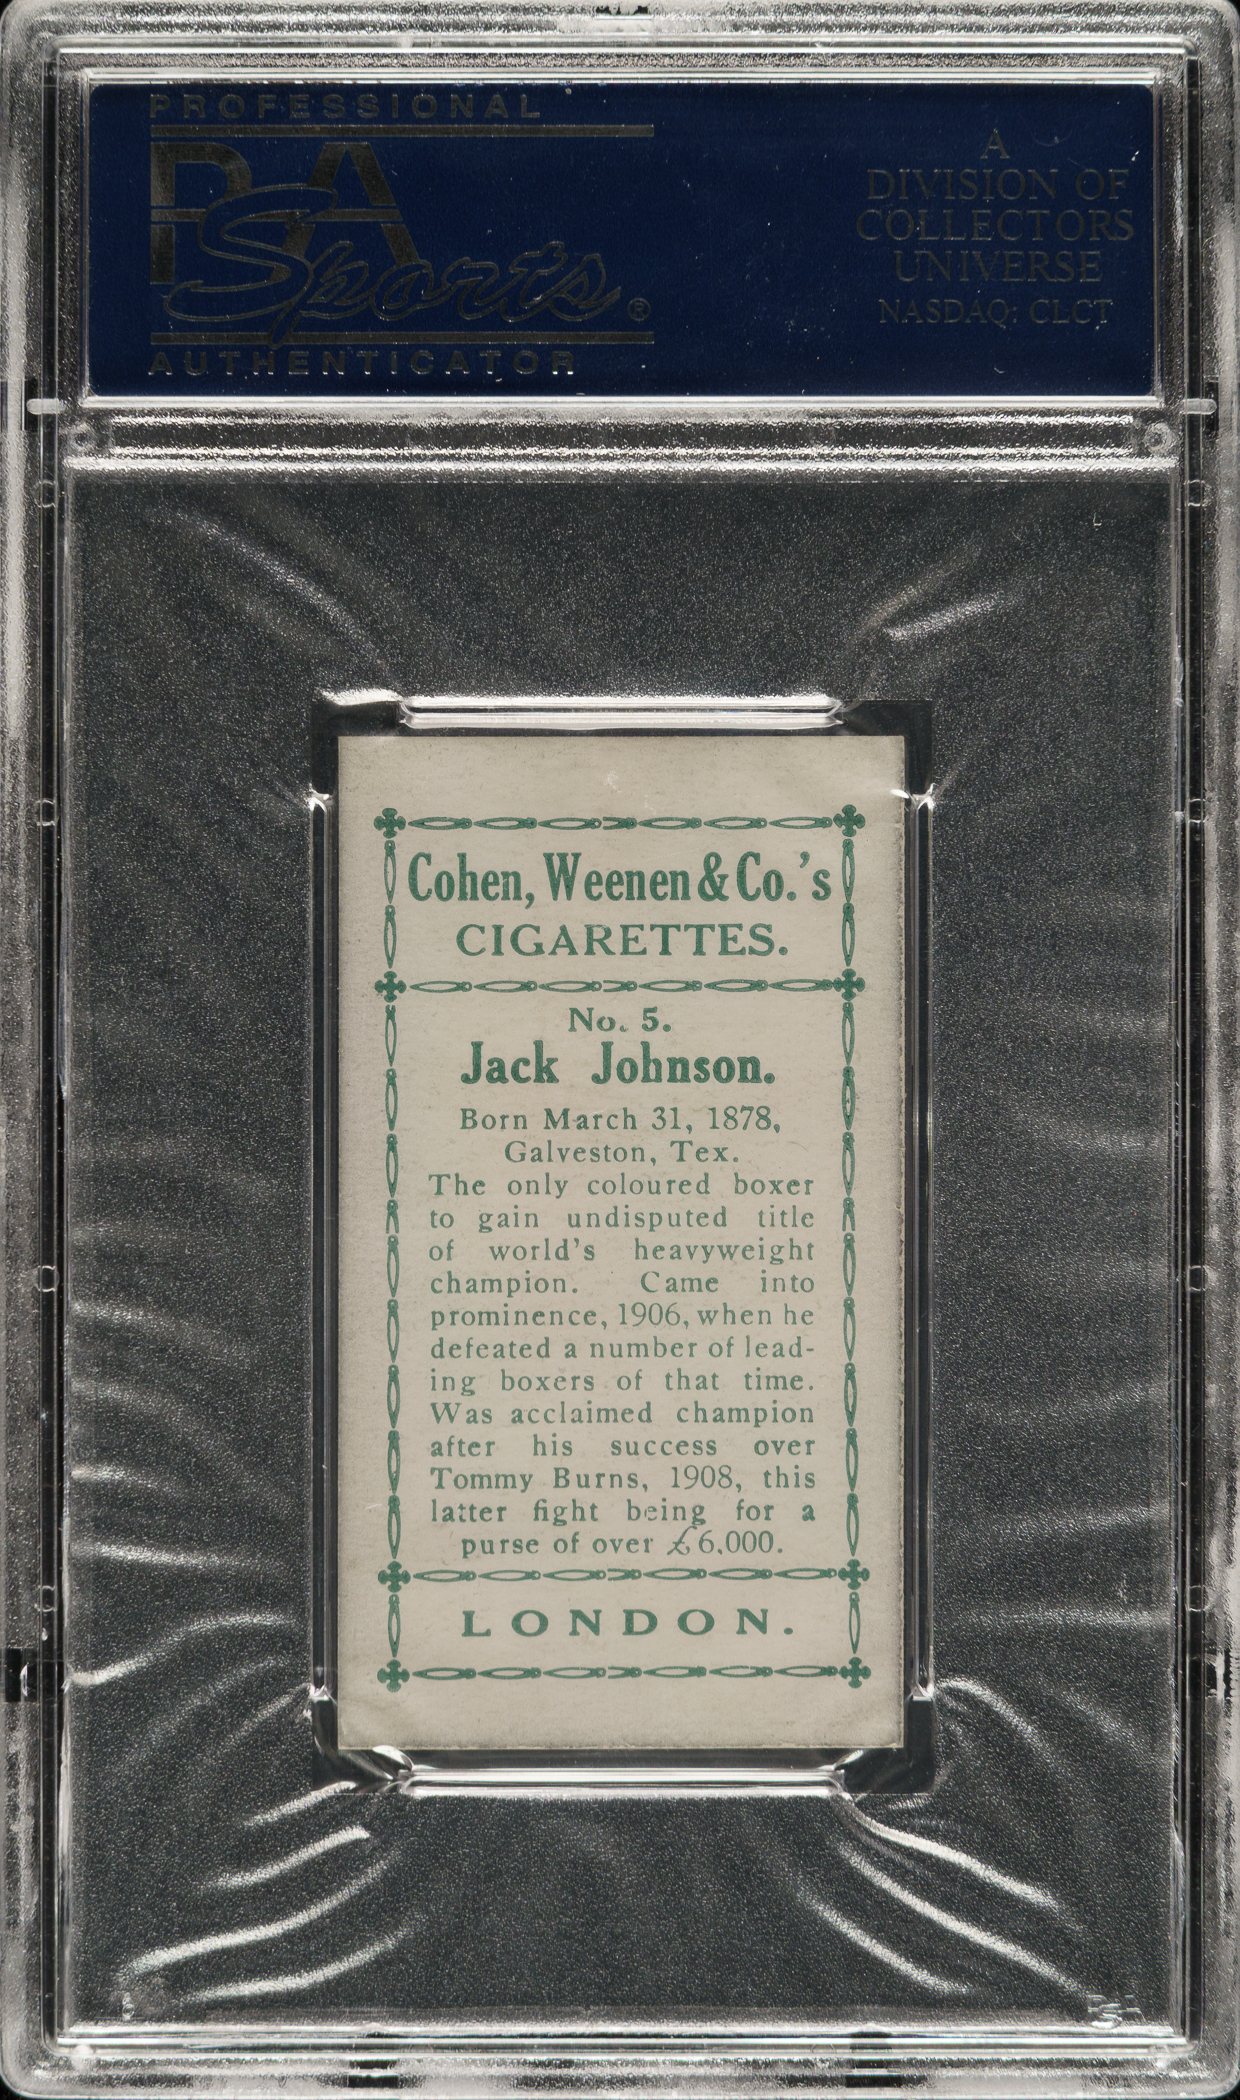 PROFESSIONAL
PSA
Sports®
AUTHENTICATOR
A
DIVISION OF
COLLECTORS
UNIVERSE
NASDAQ: CLCT
Cohen, Weenen & Co.'s
CIGARETTES.
No. 5.
Jack Johnson.
Born March 31, 1878,
Galveston, Tex.
The only coloured boxer
to gain undisputed title
of world's heavyweight
champion. Came into
prominence, 1906, when he
defeated a number of lead-
ing boxers of that time.
Was acclaimed champion
after his success over
Tommy Burns, 1908, this
latter fight being for a
purse of over £6,000.
LONDON.
PSA